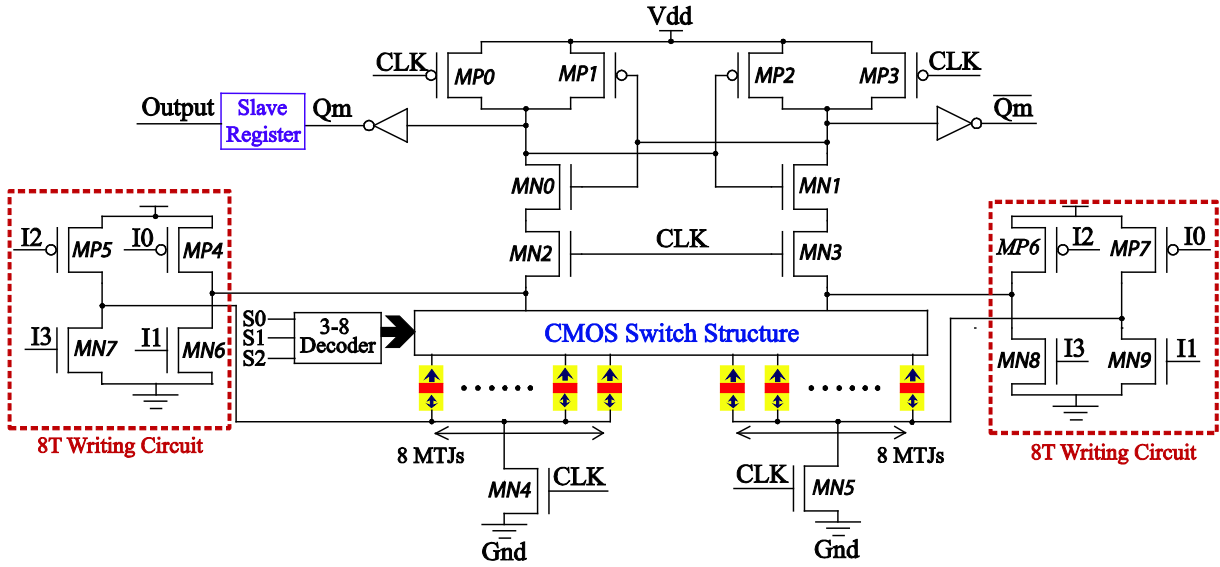 Vdd
CLK
MP0
MP1
MP2
MP3
CLK
Output
Slave
Register
Qm
Qm
MN0
MN1
I2
MP5
I0
MP4
MN2
CLK
MN3
MP6
I2
MP7
I0
S0
S1
S2
3-8
Decoder
CMOS Switch Structure
I3
MN7
I1
MN6
MN8
I3
MN9
I1
8T Writing Circuit
8 MTJs
8 MTJs
8T Writing Circuit
MN4
CLK
CLK
MN5
Gnd
Gnd